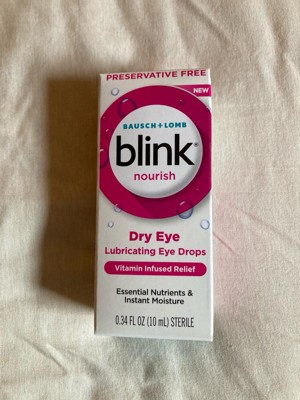 PRESERVATIVE FREE
NEW
BAUSCH + LOMB
blink®
nourish
Dry Eye
Lubricating Eye Drops
Vitamin Infused Relief
Essential Nutrients &
Instant Moisture
0.34 FL OZ (10 mL) STERILE